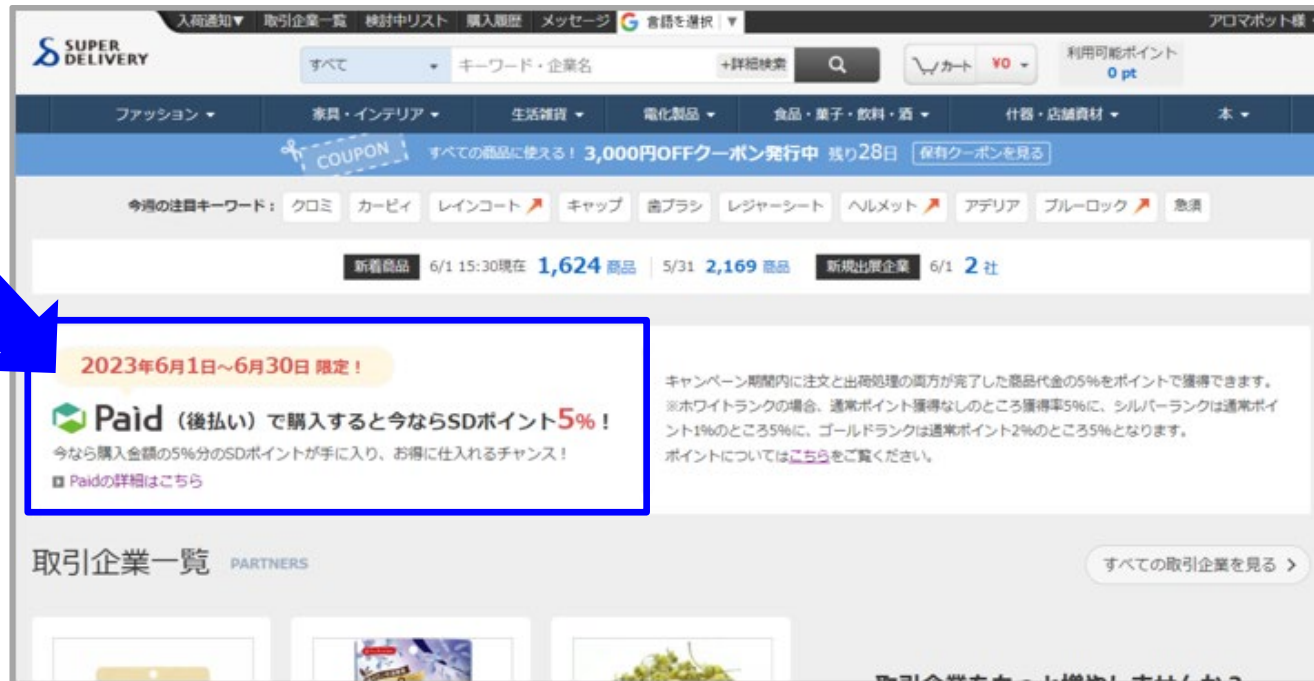 入荷通知▼ 取引企業一覧 検討中リスト 購入履歴 メッセージ G 言語を選択 ▼ アロマポット様
SUPER DELIVERY すべて キーワード・企業名 +詳細検索 カート ¥0 利用可能ポイント 0 pt
ファッション 家具・インテリア 生活雑貨 電化製品 食品・菓子・飲料・酒 什器・店舗資材 本
COUPON すべての商品に使える! 3,000円OFFクーポン発行中 残り28日 保有クーポンを見る
今週の注目キーワード: クロミ カービィ レインコート キャップ 歯ブラシ レジャーシート ヘルメット アデリア ブルーロック 急須
新着商品 6/1 15:30現在 1,624 商品 5/31 2,169 商品 新規出展企業 6/1 2 社
2023年6月1日~6月30日 限定!
Paid(後払い)で購入すると今ならSDポイント5%!
今なら購入金額の5%分のSDポイントが手に入り、お得に仕入れるチャンス!
Paidの詳細はこちら
キャンペーン期間内に注文と出荷処理の両方が完了した商品代金の5%をポイントで獲得できます。
※ホワイトランクの場合、通常ポイント獲得なしのところ獲得率5%に、シルバーランクは通常ポイ
ント1%のところ5%に、ゴールドランクは通常ポイント2%のところ5%となります。
ポイントについてはこちらをご覧ください。
取引企業一覧 PARTNERS すべての取引企業を見る